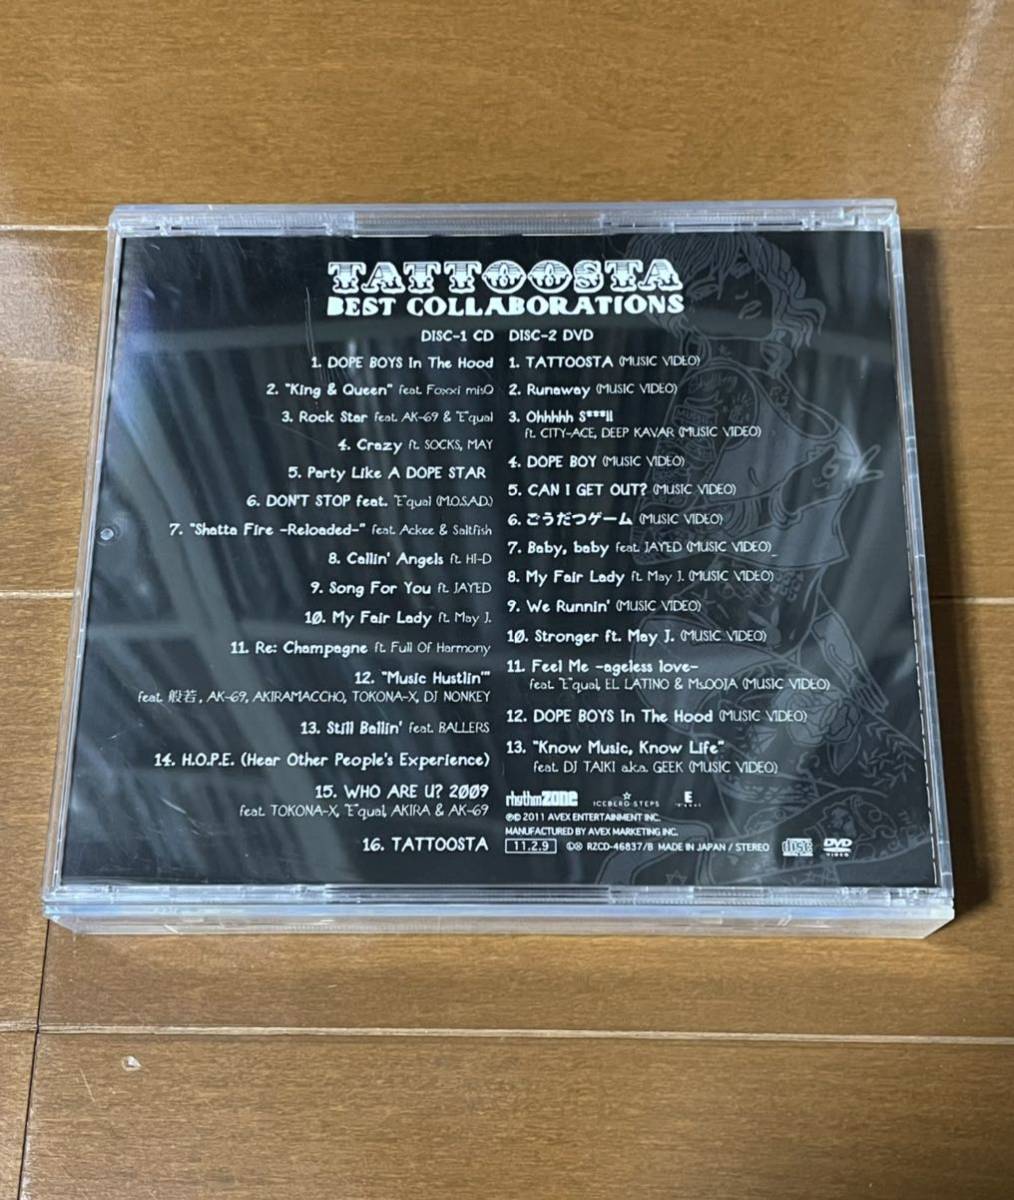 TATTOOSTA
BEST COLLABORATIONS
DISC-1 CD
1. DOPE BOYS In The Hood
2. "King & Queen" feat. Foxxi misQ
3. Rock Star feat. AK-69 & "E"qual
4. Crazy ft. SOCKS, MAY
5. Party Like A DOPE STAR
6. DON'T STOP feat. "E"qual (M.O.S.A.D.)
7. "Shatta Fire -Reloaded-" feat. Ackee & Saltfish
8. Callin' Angels ft. HI-D
9. Song For You ft. JAYED
10. My Fair Lady ft. May J.
11. Re: Champagne ft. Full Of Harmony
12. "Music Hustlin'"
feat. 般若, AK-69, AKIRAMACCHO, TOKONA-X, DJ NONKEY
13. Still Ballin' feat. BALLERS
14. H.O.P.E. (Hear Other People's Experience)
15. WHO ARE U? 2009
feat. TOKONA-X, "E"qual, AKIRA & AK-69
16. TATTOOSTA
DISC-2 DVD
1. TATTOOSTA (MUSIC VIDEO)
2. Runaway (MUSIC VIDEO)
3. Ohhhhh S***!!
ft. CITY-ACE, DEEP KAVAR (MUSIC VIDEO)
4. DOPE BOY (MUSIC VIDEO)
5. CAN I GET OUT? (MUSIC VIDEO)
6. ごうだつゲーム (MUSIC VIDEO)
7. Baby, baby feat. JAYED (MUSIC VIDEO)
8. My Fair Lady ft. May J. (MUSIC VIDEO)
9. We Runnin' (MUSIC VIDEO)
10. Stronger ft. May J. (MUSIC VIDEO)
11. Feel Me -ageless love-
feat. "E"qual, EL LATINO & Ms.OOJA (MUSIC VIDEO)
12. DOPE BOYS In The Hood (MUSIC VIDEO)
13. "Know Music, Know Life"
feat. DJ TAIKI a.k.a. GEEK (MUSIC VIDEO)
rhythmZONE ICEBERG STEPS E
℗© 2011 AVEX ENTERTAINMENT INC.
MANUFACTURED BY AVEX MARKETING INC.
11.2.9 RZCD-46837/B MADE IN JAPAN / STEREO
disc DVD
VIDEO